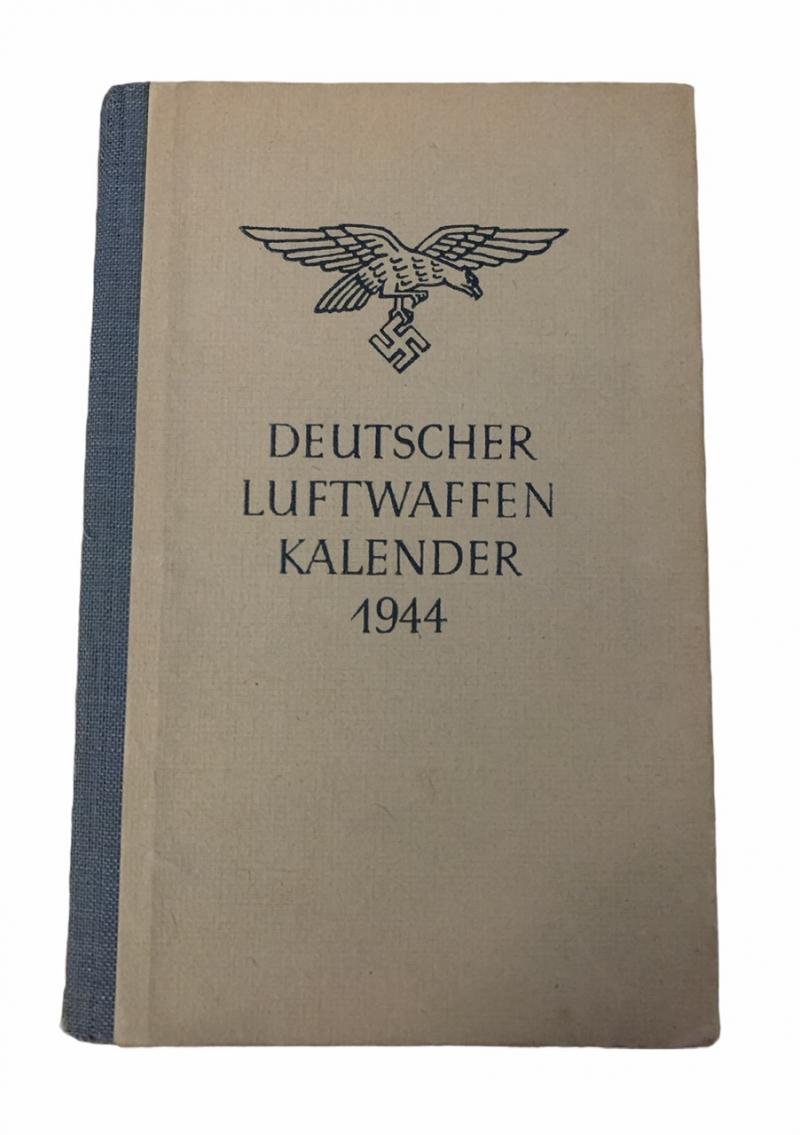 DEUTSCHER
LUFTWAFFEN
KALENDER
1944